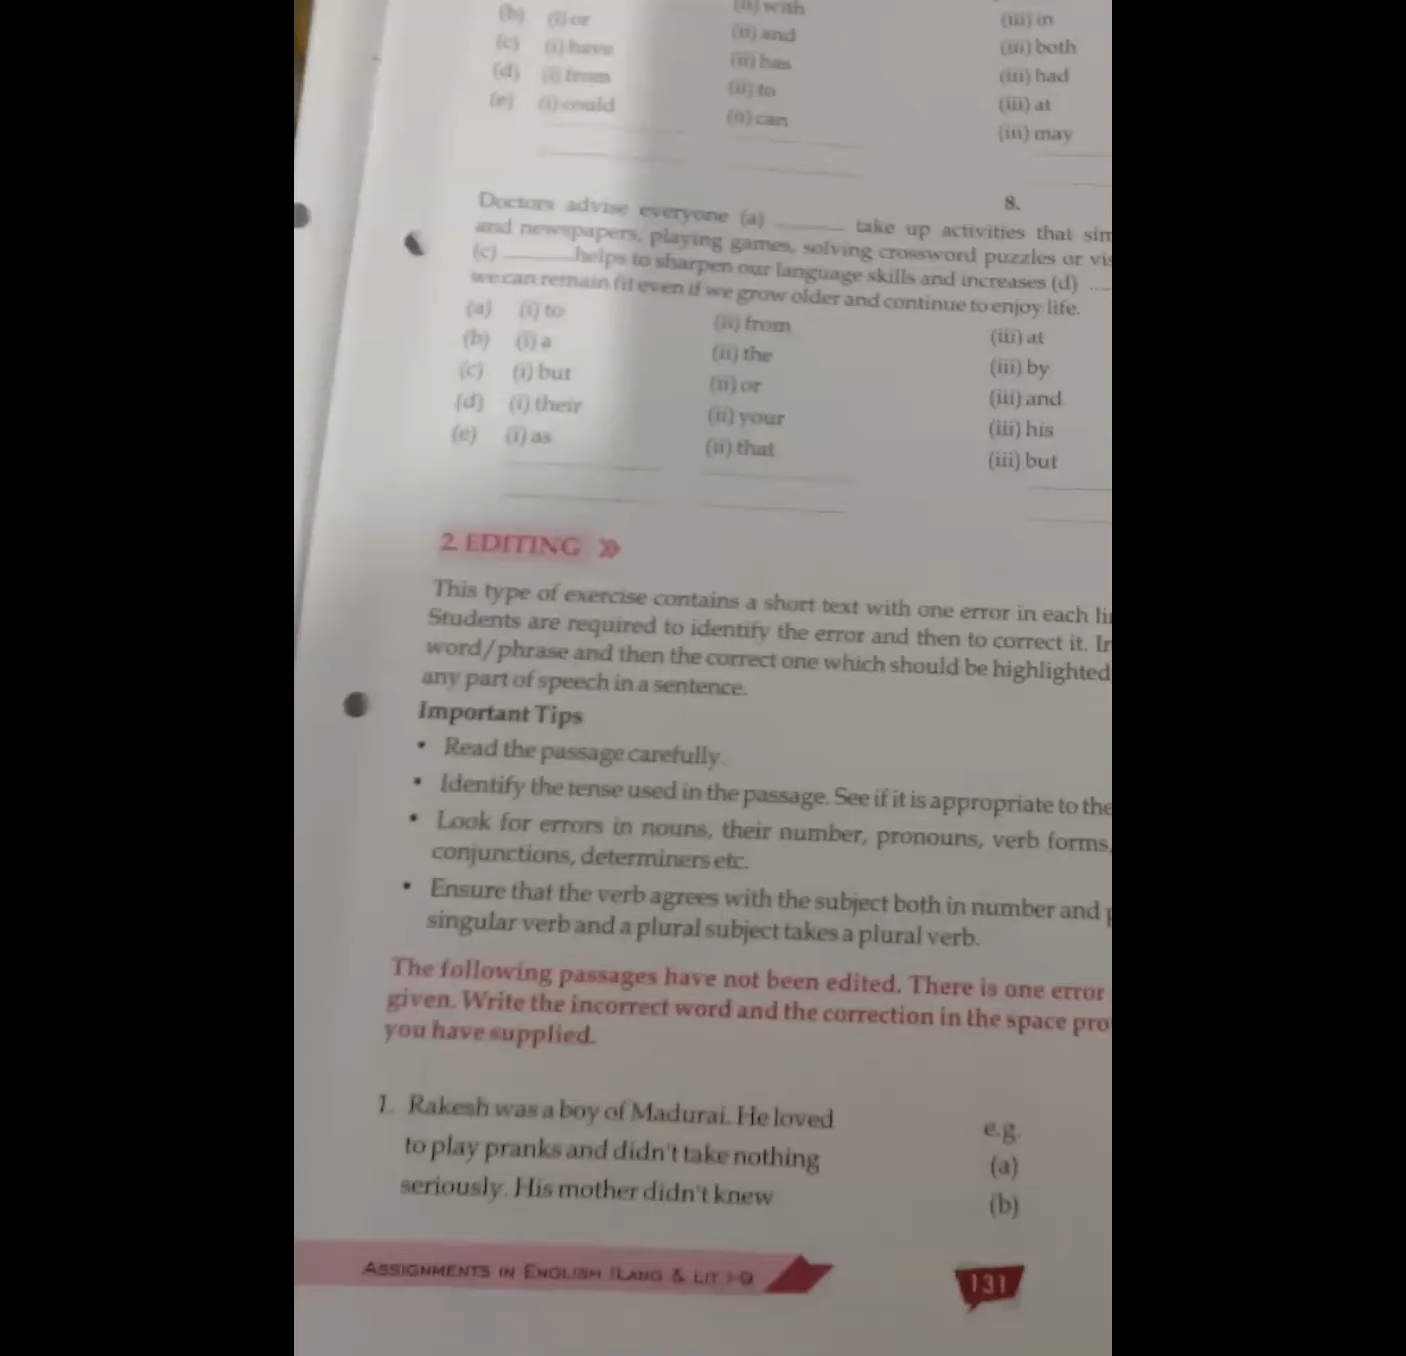 (b) (i) or (ii) with (iii) in
(c) (i) have (ii) and (iii) both
(d) (i) from (ii) has (iii) had
(e) (i) could (ii) to (iii) at
(ii) can (iii) may
8.
Doctors advise everyone (a) ______ take up activities that
and newspapers, playing games, solving crossword puzzles or
(c) ______ helps to sharpen our language skills and increases (d)
we can remain fit even if we grow older and continue to enjoy life.
(a) (i) to (ii) from (iii) at
(b) (i) a (ii) the (iii) by
(c) (i) but (ii) or (iii) and
(d) (i) their (ii) your (iii) his
(e) (i) as (ii) that (iii) but
2. EDITING »
This type of exercise contains a short text with one error in each
Students are required to identify the error and then to correct it.
word/phrase and then the correct one which should be highlighted
any part of speech in a sentence.
Important Tips
• Read the passage carefully.
• Identify the tense used in the passage. See if it is appropriate to the
• Look for errors in nouns, their number, pronouns, verb forms,
conjunctions, determiners etc.
• Ensure that the verb agrees with the subject both in number and
singular verb and a plural subject takes a plural verb.
The following passages have not been edited. There is one error
given. Write the incorrect word and the correction in the space
you have supplied.
1. Rakesh was a boy of Madurai. He loved e.g.
to play pranks and didn't take nothing (a)
seriously. His mother didn't knew (b)
ASSIGNMENTS IN ENGLISH (LANG & LIT.)-9 131